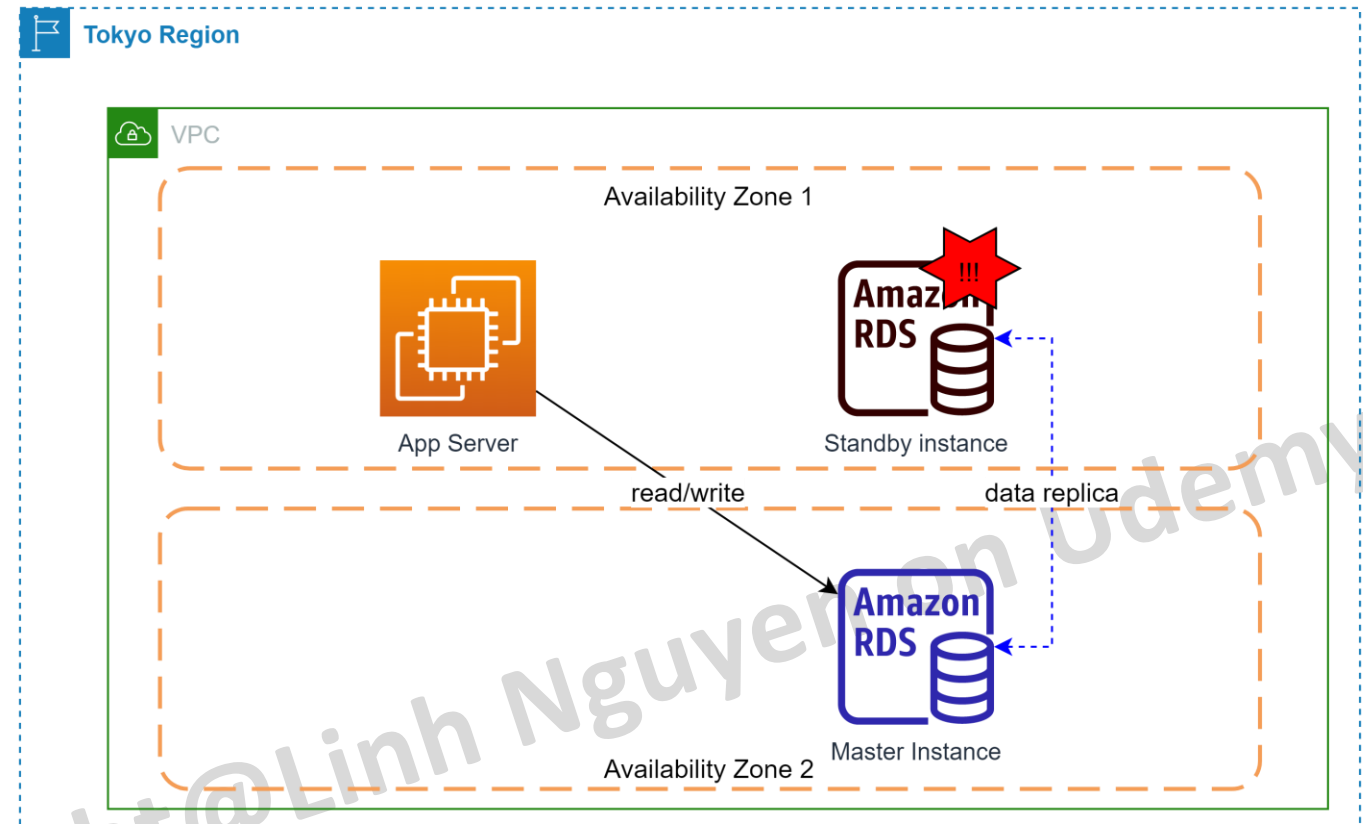 Tokyo Region
VPC
Availability Zone 1
!!!
Amazon
RDS
App Server
Standby instance
read/write
data replica
Amazon
RDS
Master Instance
Availability Zone 2
ht@Linh Nguyen on Udemy